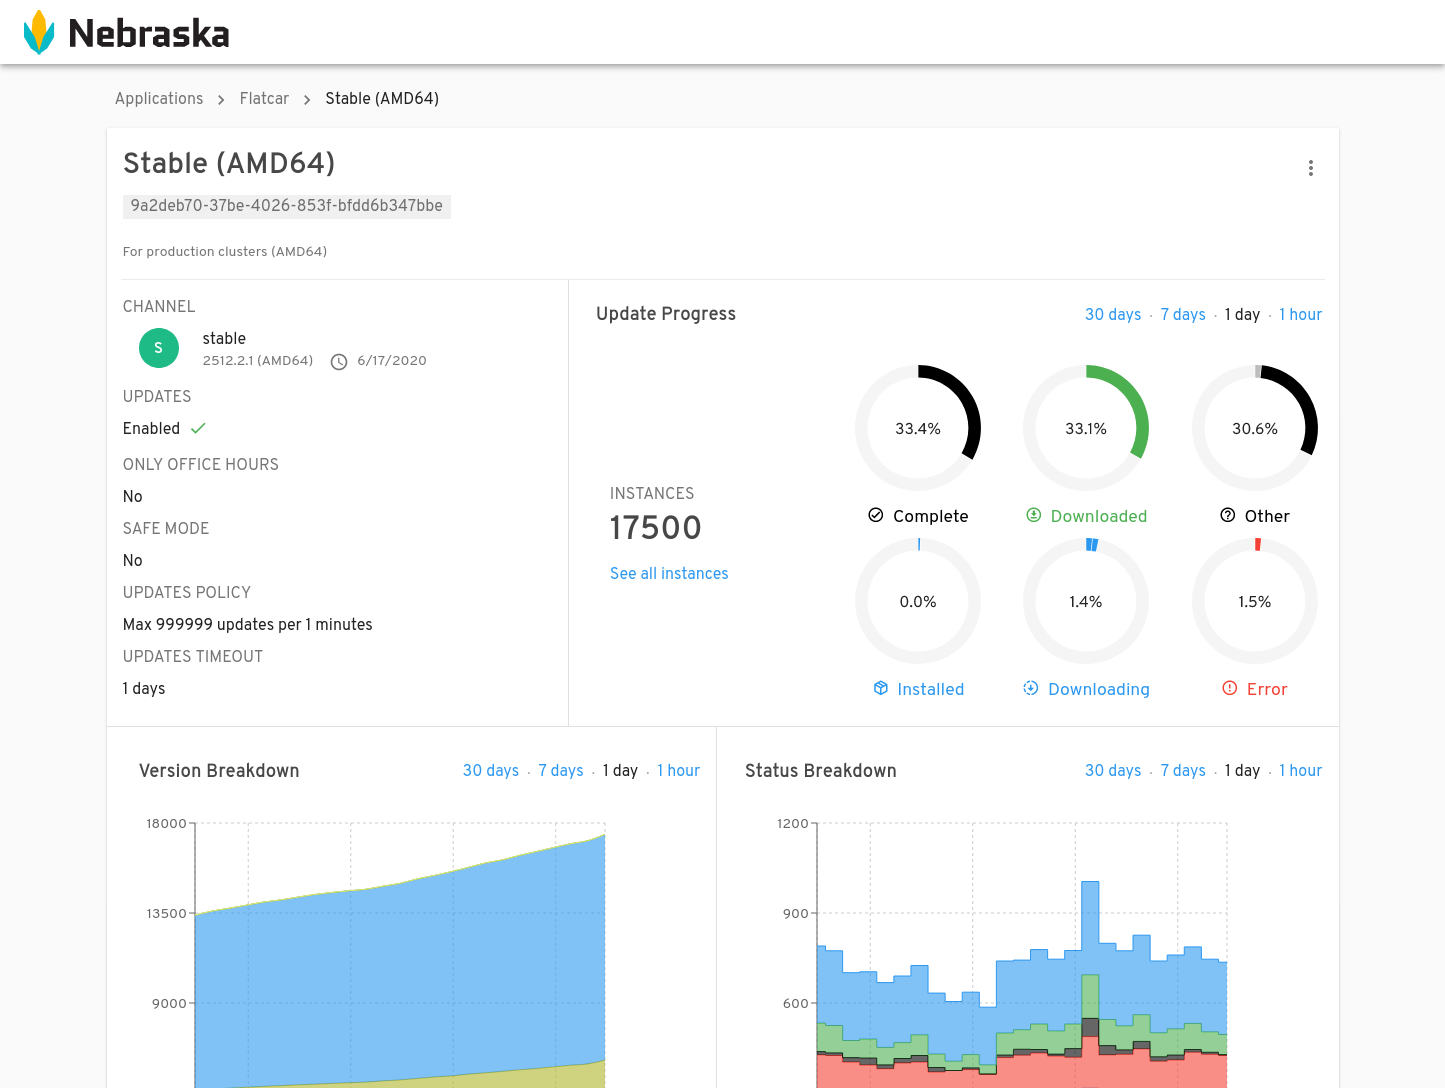 Nebraska
Applications > Flatcar > Stable (AMD64)
Stable (AMD64)
9a2deb70-37be-4026-853f-bfdd6b347bbe
For production clusters (AMD64)
CHANNEL
S
stable
2512.2.1 (AMD64) 6/17/2020
UPDATES
Enabled
ONLY OFFICE HOURS
No
SAFE MODE
No
UPDATES POLICY
Max 999999 updates per 1 minutes
UPDATES TIMEOUT
1 days
Update Progress
30 days · 7 days · 1 day · 1 hour
INSTANCES
17500
See all instances
33.4% 33.1% 30.6%
Complete Downloaded Other
0.0% 1.4% 1.5%
Installed Downloading Error
Version Breakdown
30 days · 7 days · 1 day · 1 hour
18000
13500
9000
Status Breakdown
30 days · 7 days · 1 day · 1 hour
1200
900
600